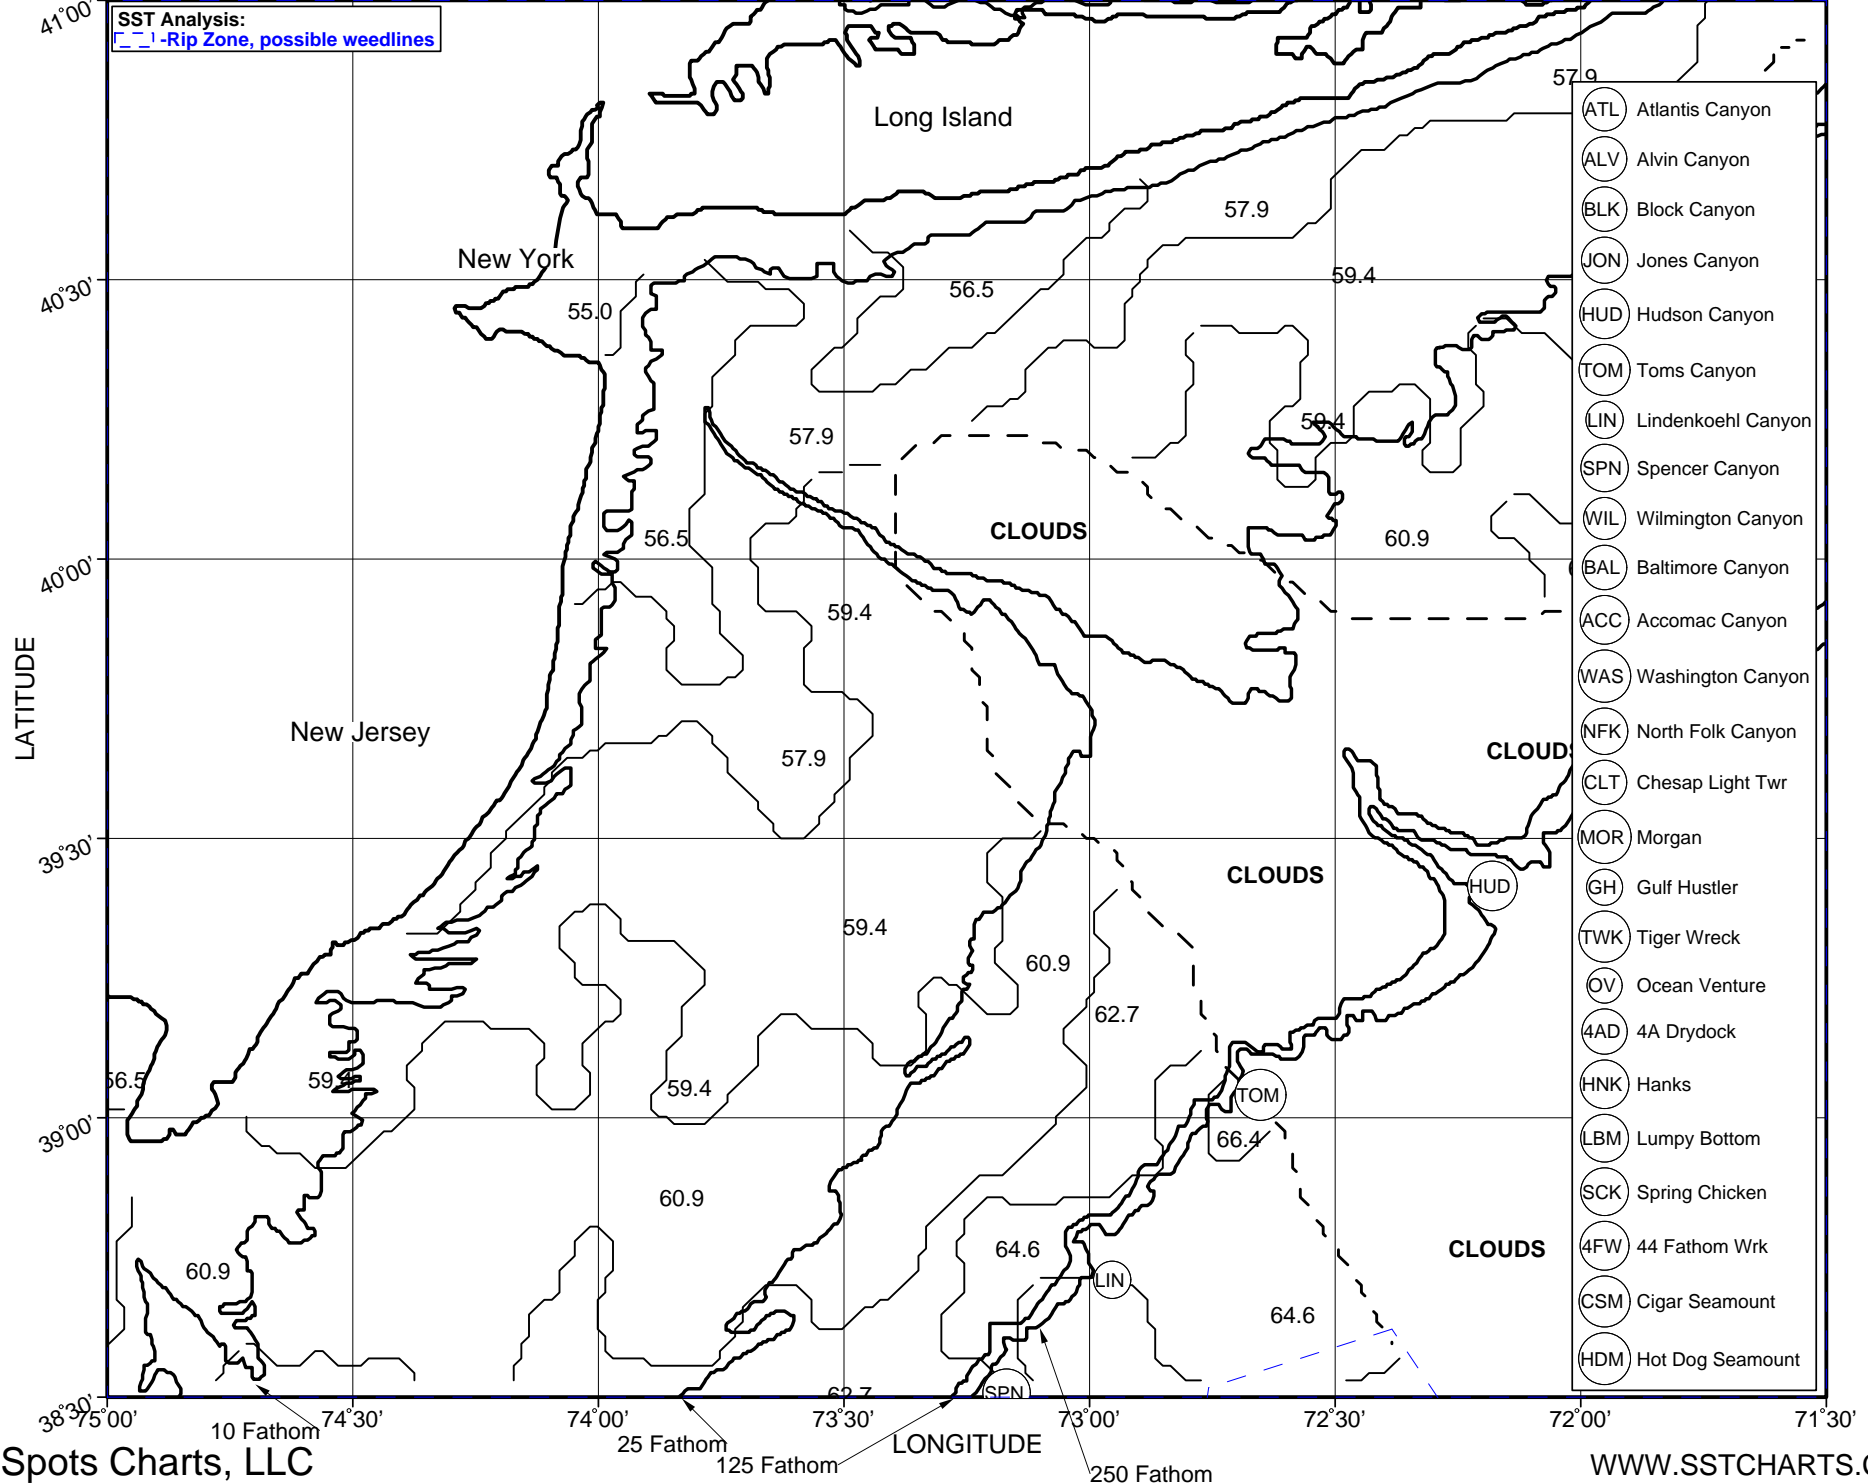 41°00'
SST Analysis:
-Rip Zone, possible weedlines
57.9
Long Island
ATL Atlantis Canyon
ALV Alvin Canyon
BLK Block Canyon
57.9
New York
JON Jones Canyon
59.4
40°30'
56.5
55.0
HUD Hudson Canyon
TOM Toms Canyon
59.4
LIN Lindenkoehl Canyon
57.9
SPN Spencer Canyon
WIL Wilmington Canyon
CLOUDS
56.5
60.9
40°00'
BAL Baltimore Canyon
59.4
ACC Accomac Canyon
WAS Washington Canyon
LATITUDE
New Jersey
NFK North Folk Canyon
CLOUDS
57.9
CLT Chesap Light Twr
39°30'
MOR Morgan
CLOUDS
HUD
GH Gulf Hustler
59.4
TWK Tiger Wreck
60.9
OV Ocean Venture
62.7
4AD 4A Drydock
56.5
59.4
59.4
HNK Hanks
TOM
39°00'
66.4
LBM Lumpy Bottom
60.9
SCK Spring Chicken
64.6
CLOUDS
4FW 44 Fathom Wrk
60.9
LIN
64.6
CSM Cigar Seamount
HDM Hot Dog Seamount
62.7
SPN
38°30'
75°00' 74°30' 74°00' 73°30' 73°00' 72°30' 72°00' 71°30'
10 Fathom
25 Fathom
LONGITUDE
125 Fathom
250 Fathom
Spots Charts, LLC
WWW.SSTCHARTS.